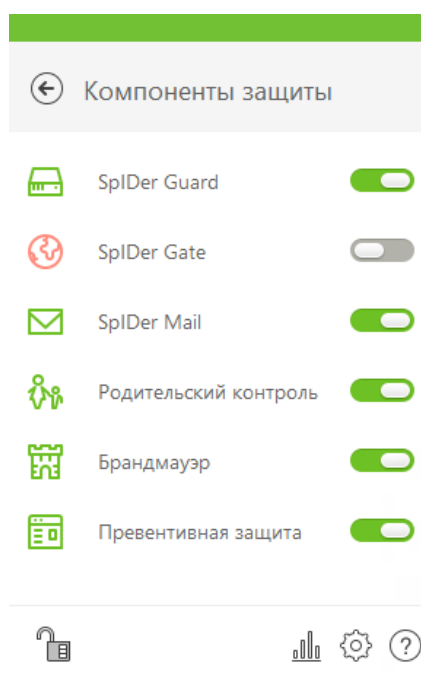 Компоненты защиты
SpIDer Guard
SpIDer Gate
SpIDer Mail
Родительский контроль
Брандмауэр
Превентивная защита
?